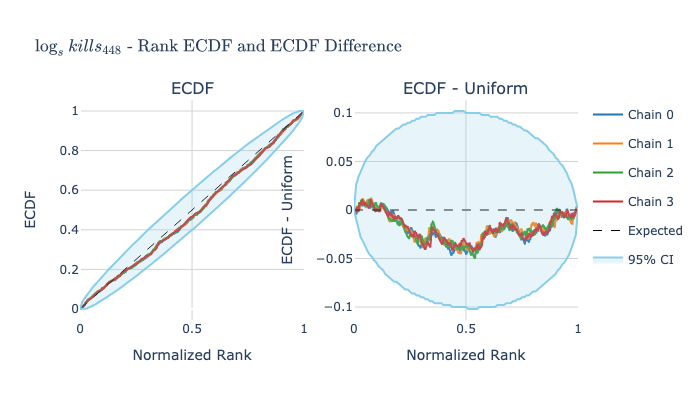 log_s kills_448 - Rank ECDF and ECDF Difference
ECDF
ECDF - Uniform
ECDF
1
0.8
0.6
0.4
0.2
0
0
0.5
1
Normalized Rank
ECDF - Uniform
0.1
0.05
0
−0.05
−0.1
0
0.5
1
Normalized Rank
Chain 0
Chain 1
Chain 2
Chain 3
Expected
95% CI